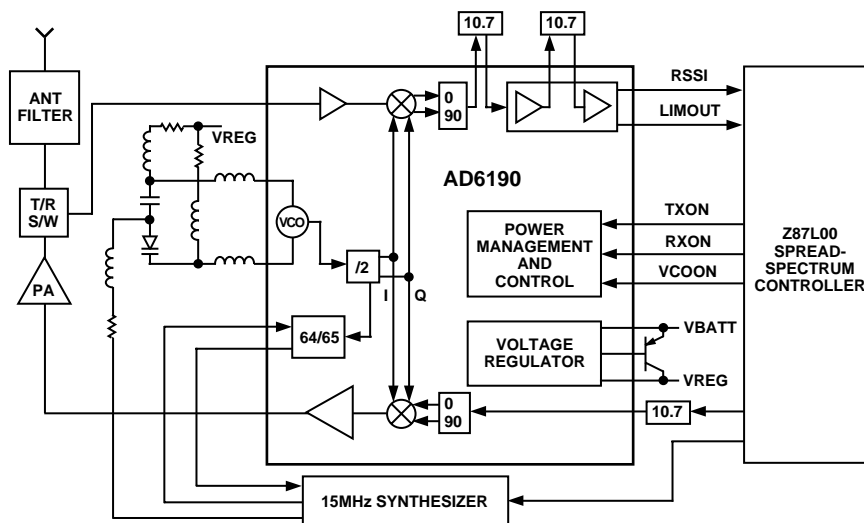 10.7
10.7
RSSI
LIMOUT
ANT
FILTER
0
90
VREG
AD6190
T/R
S/W
VCO
POWER
MANAGEMENT
AND
CONTROL
TXON
RXON
VCOON
Z87L00
SPREAD-
SPECTRUM
CONTROLLER
/2
PA
I
Q
64/65
VOLTAGE
REGULATOR
VBATT
VREG
0
90
10.7
15MHz SYNTHESIZER